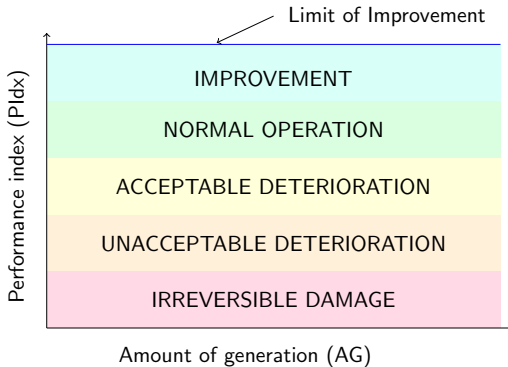 Limit of Improvement
IMPROVEMENT
NORMAL OPERATION
ACCEPTABLE DETERIORATION
UNACCEPTABLE DETERIORATION
IRREVERSIBLE DAMAGE
Performance index (PIdx)
Amount of generation (AG)